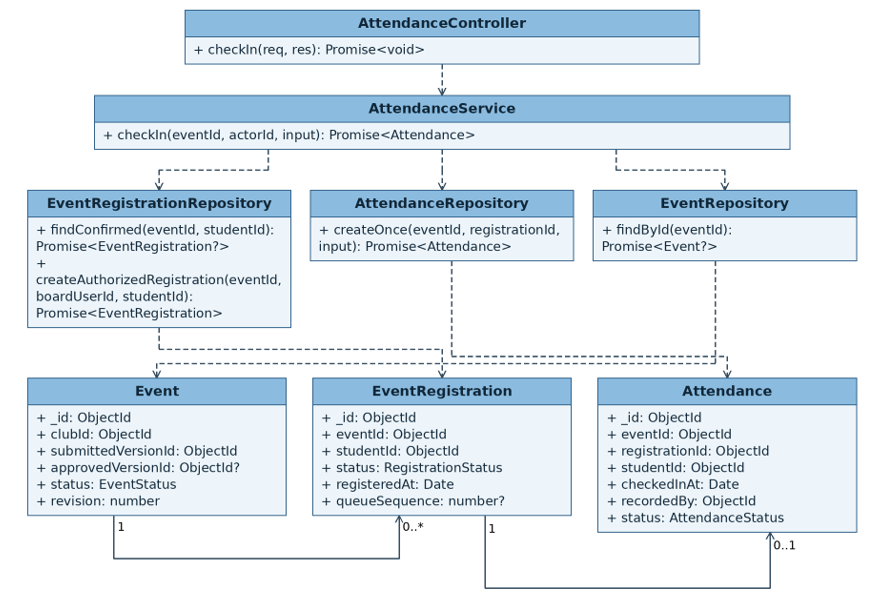 AttendanceController
+ checkIn(req, res): Promise<void>
AttendanceService
+ checkIn(eventId, actorId, input): Promise<Attendance>
EventRegistrationRepository
+ findConfirmed(eventId, studentId):
Promise<EventRegistration?>
+
createAuthorizedRegistration(eventId,
boardUserId, studentId):
Promise<EventRegistration>
AttendanceRepository
+ createOnce(eventId, registrationId,
input): Promise<Attendance>
EventRepository
+ findById(eventId):
Promise<Event?>
Event
+ _id: ObjectId
+ clubId: ObjectId
+ submittedVersionId: ObjectId
+ approvedVersionId: ObjectId?
+ status: EventStatus
+ revision: number
EventRegistration
+ _id: ObjectId
+ eventId: ObjectId
+ studentId: ObjectId
+ status: RegistrationStatus
+ registeredAt: Date
+ queueSequence: number?
Attendance
+ _id: ObjectId
+ eventId: ObjectId
+ registrationId: ObjectId
+ studentId: ObjectId
+ checkedInAt: Date
+ recordedBy: ObjectId
+ status: AttendanceStatus
1
0..*
1
0..1